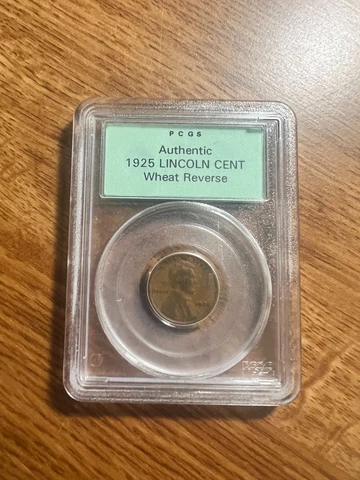 PCGS
Authentic
1925 LINCOLN CENT
Wheat Reverse